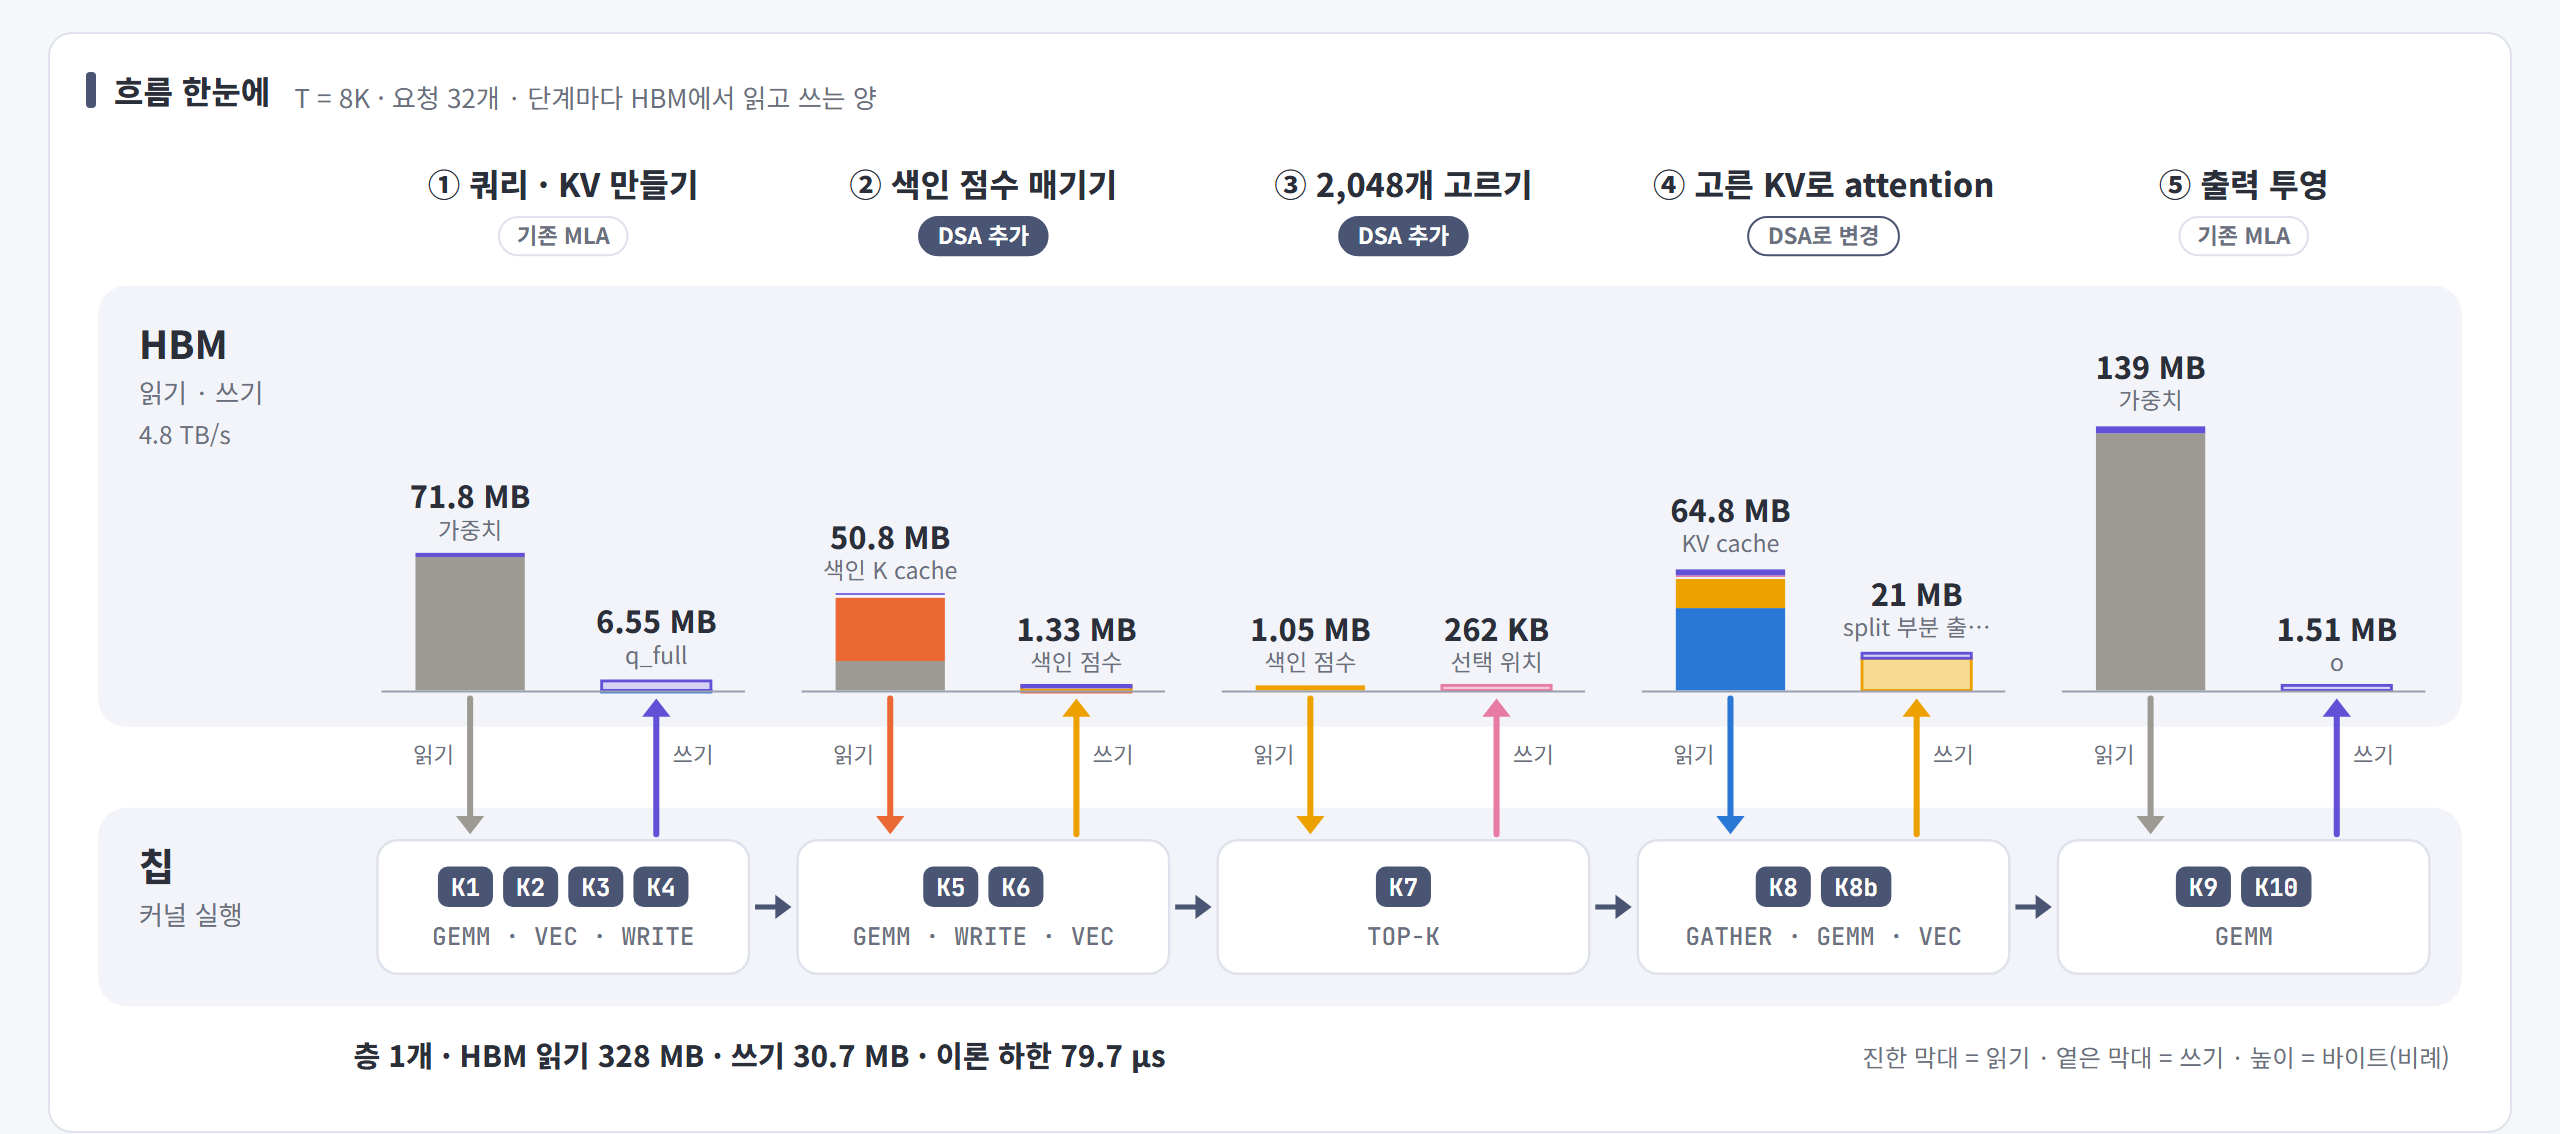 흐름 한눈에 T = 8K · 요청 32개 · 단계마다 HBM에서 읽고 쓰는 양
① 쿼리 · KV 만들기
기존 MLA
② 색인 점수 매기기
DSA 추가
③ 2,048개 고르기
DSA 추가
④ 고른 KV로 attention
DSA로 변경
⑤ 출력 투영
기존 MLA
HBM
읽기 · 쓰기
4.8 TB/s
71.8 MB
가중치
6.55 MB
q_full
50.8 MB
색인 K cache
1.33 MB
색인 점수
1.05 MB
색인 점수
262 KB
선택 위치
64.8 MB
KV cache
21 MB
split 부분 출…
139 MB
가중치
1.51 MB
o
읽기 쓰기 읽기 쓰기 읽기 쓰기 읽기 쓰기 읽기 쓰기
칩
커널 실행
K1 K2 K3 K4
GEMM · VEC · WRITE
K5 K6
GEMM · WRITE · VEC
K7
TOP-K
K8 K8b
GATHER · GEMM · VEC
K9 K10
GEMM
층 1개 · HBM 읽기 328 MB · 쓰기 30.7 MB · 이론 하한 79.7 µs
진한 막대 = 읽기 · 옅은 막대 = 쓰기 · 높이 = 바이트(비례)